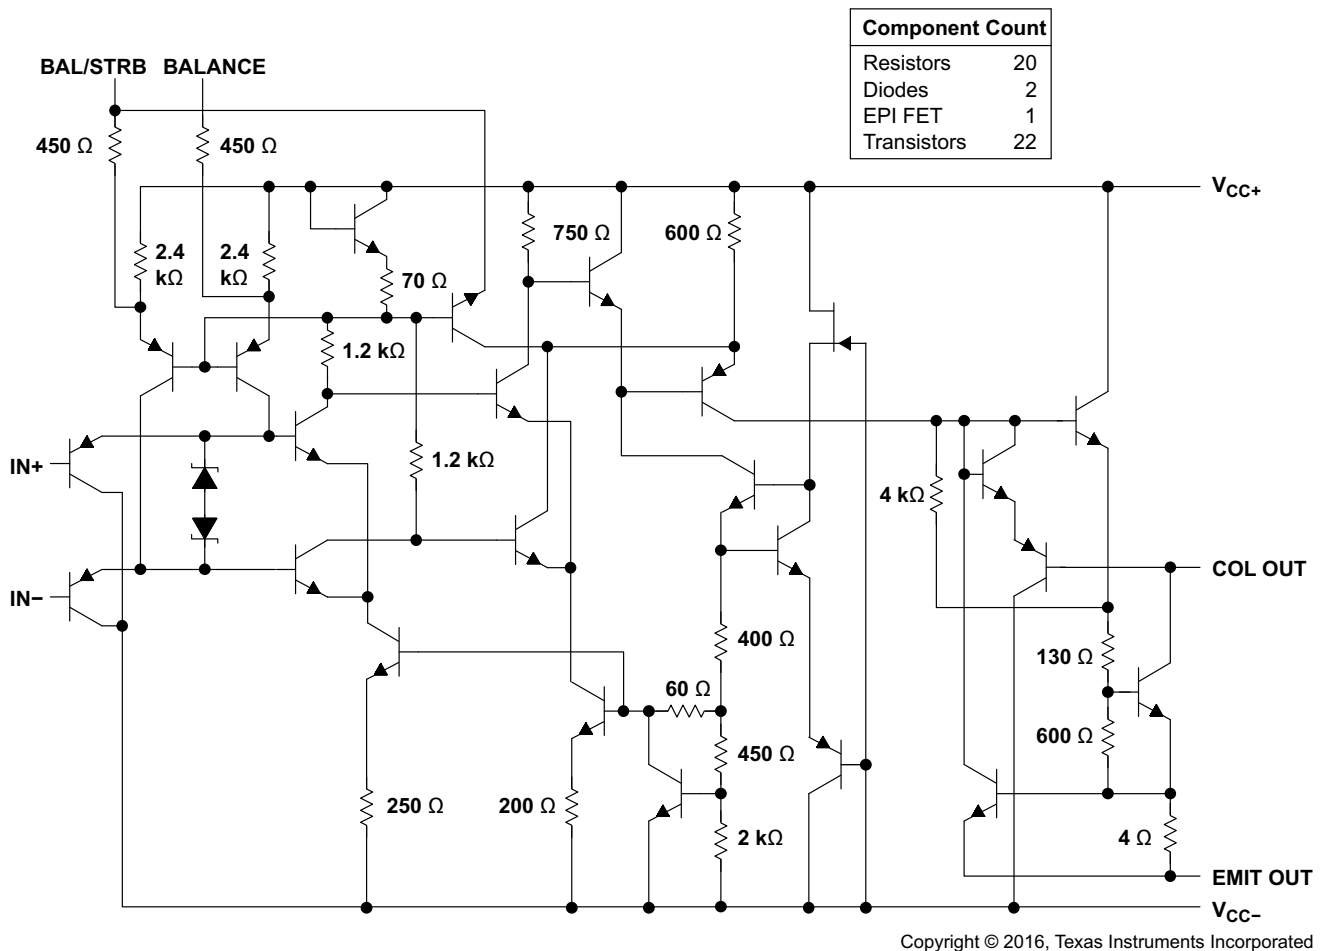 Component Count
Resistors 20
Diodes 2
EPI FET 1
Transistors 22
BAL/STRB BALANCE
450 Ω 450 Ω
VCC+
2.4 kΩ
2.4 kΩ
70 Ω
750 Ω
600 Ω
1.2 kΩ
IN+
1.2 kΩ
4 kΩ
COL OUT
IN−
400 Ω
130 Ω
60 Ω
600 Ω
450 Ω
250 Ω
200 Ω
2 kΩ
4 Ω
EMIT OUT
VCC−
Copyright © 2016, Texas Instruments Incorporated